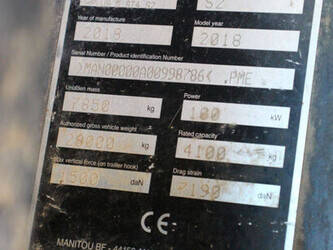 S2
Year of manufacture Model year
2018 2018
Serial Number / Product identification Number
>MAN00000A00998786< .PME
Unladen mass Power
7850 kg 100 kW
Authorized gross vehicle weight Rated capacity
kg 4100 kg
vertical force (on trailer hook) Drag strain
1500 daN daN
CE
MANITOU BF - 44150